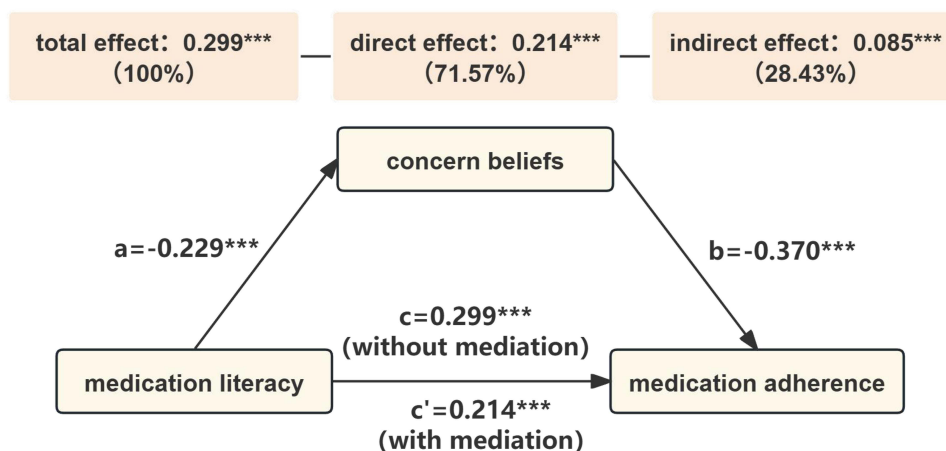 total effect：0.299***
（100%）
direct effect：0.214***
（71.57%）
indirect effect：0.085***
（28.43%）
concern beliefs
a=-0.229***
b=-0.370***
c=0.299***
(without mediation)
medication literacy
medication adherence
c'=0.214***
(with mediation)